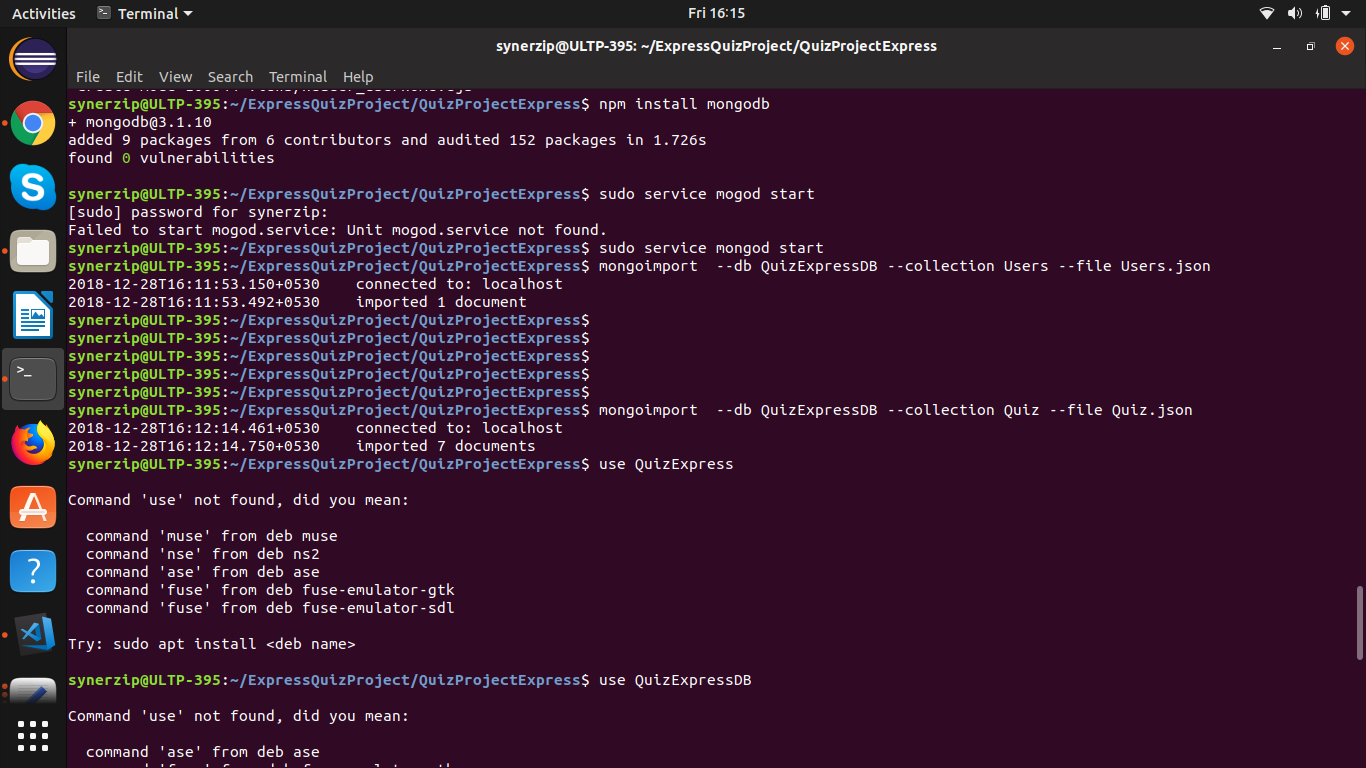 Activities
Terminal
Fri 16:15
synerzip@ULTP-395: ~/ExpressQuizProject/QuizProjectExpress
File Edit View Search Terminal Help
synerzip@ULTP-395:~/ExpressQuizProject/QuizProjectExpress$ npm install mongodb
+ mongodb@3.1.10
added 9 packages from 6 contributors and audited 152 packages in 1.726s
found 0 vulnerabilities
synerzip@ULTP-395:~/ExpressQuizProject/QuizProjectExpress$ sudo service mogod start
[sudo] password for synerzip:
Failed to start mogod.service: Unit mogod.service not found.
synerzip@ULTP-395:~/ExpressQuizProject/QuizProjectExpress$ sudo service mongod start
synerzip@ULTP-395:~/ExpressQuizProject/QuizProjectExpress$ mongoimport  --db QuizExpressDB --collection Users --file Users.json
2018-12-28T16:11:53.150+0530    connected to: localhost
2018-12-28T16:11:53.492+0530    imported 1 document
synerzip@ULTP-395:~/ExpressQuizProject/QuizProjectExpress$
synerzip@ULTP-395:~/ExpressQuizProject/QuizProjectExpress$
synerzip@ULTP-395:~/ExpressQuizProject/QuizProjectExpress$
synerzip@ULTP-395:~/ExpressQuizProject/QuizProjectExpress$
synerzip@ULTP-395:~/ExpressQuizProject/QuizProjectExpress$
synerzip@ULTP-395:~/ExpressQuizProject/QuizProjectExpress$ mongoimport  --db QuizExpressDB --collection Quiz --file Quiz.json
2018-12-28T16:12:14.461+0530    connected to: localhost
2018-12-28T16:12:14.750+0530    imported 7 documents
synerzip@ULTP-395:~/ExpressQuizProject/QuizProjectExpress$ use QuizExpress
Command 'use' not found, did you mean:
  command 'muse' from deb muse
  command 'nse' from deb ns2
  command 'ase' from deb ase
  command 'fuse' from deb fuse-emulator-gtk
  command 'fuse' from deb fuse-emulator-sdl
Try: sudo apt install <deb name>
synerzip@ULTP-395:~/ExpressQuizProject/QuizProjectExpress$ use QuizExpressDB
Command 'use' not found, did you mean:
  command 'ase' from deb ase